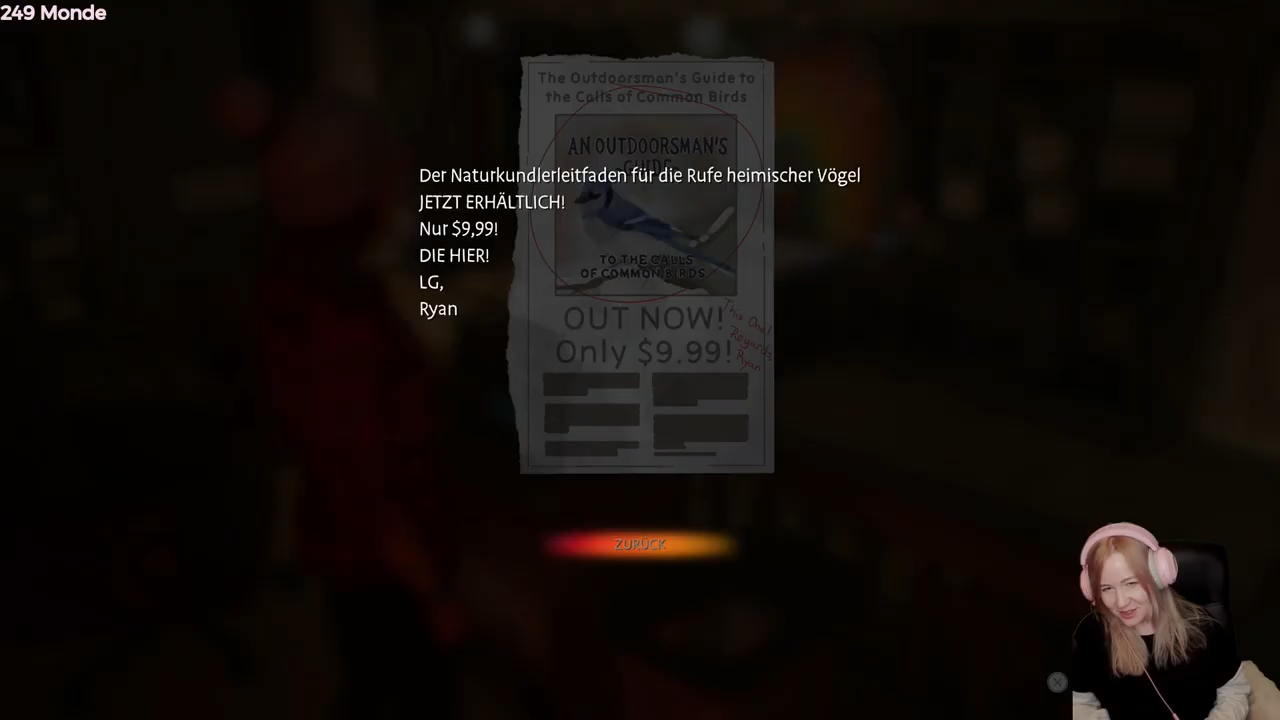 249 Monde
The Outdoorsman's Guide to
the Calls of Common Birds
AN OUTDOORSMAN'S
GUIDE
Der Naturkundlerleitfaden für die Rufe heimischer Vögel
JETZT ERHÄLTLICH!
Nur $9,99!
DIE HIER!
LG,
Ryan
TO THE CALLS
OF COMMON BIRDS
OUT NOW!
Only $9.99!
This One!
Regards,
Ryan
ZURÜCK